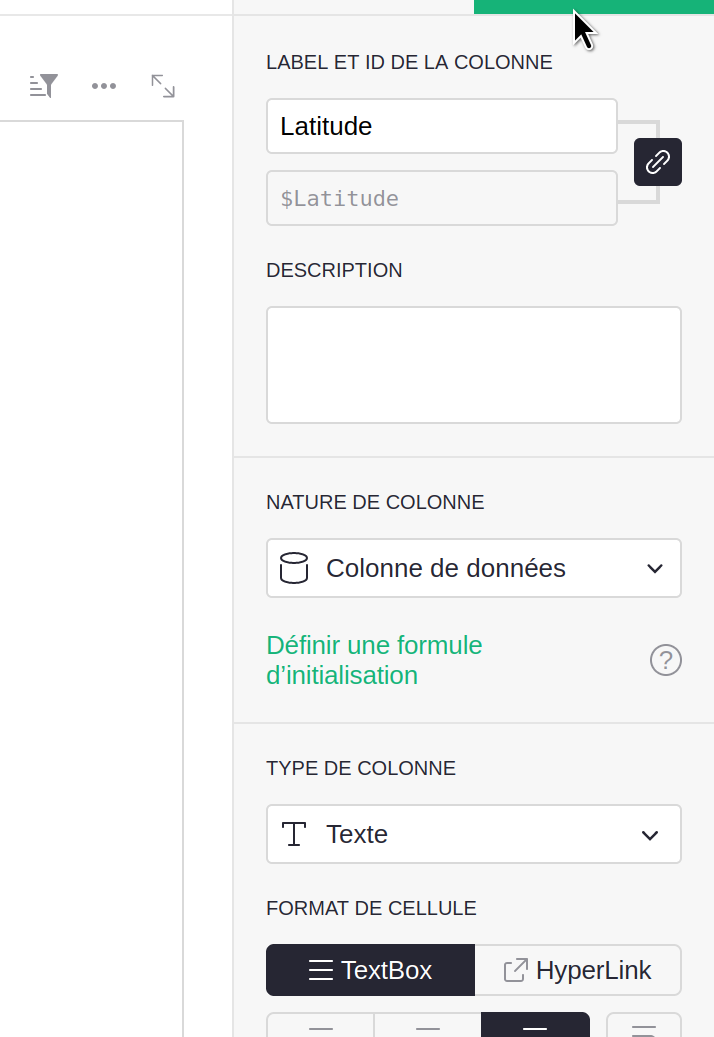 LABEL ET ID DE LA COLONNE
Latitude
$Latitude
DESCRIPTION
NATURE DE COLONNE
Colonne de données
Définir une formule
d’initialisation
?
TYPE DE COLONNE
Texte
FORMAT DE CELLULE
TextBox HyperLink